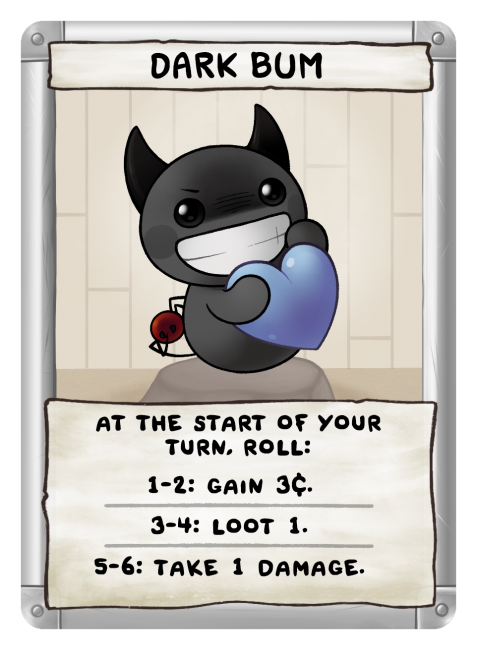 DARK BUM
AT THE START OF YOUR
TURN, ROLL:
1-2: GAIN 3¢.
3-4: LOOT 1.
5-6: TAKE 1 DAMAGE.